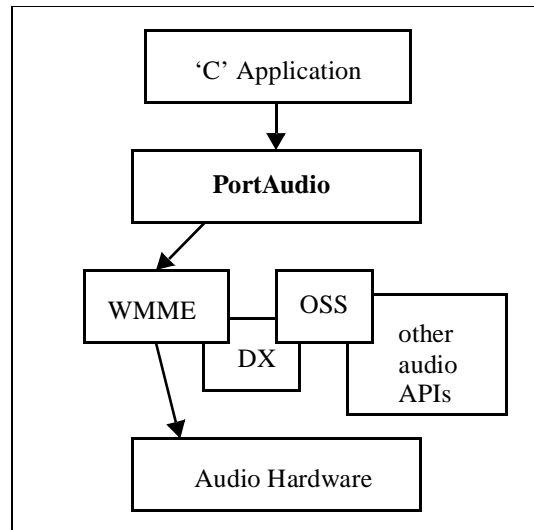 ‘C’ Application
PortAudio
WMME
OSS
DX
other
audio
APIs
Audio Hardware